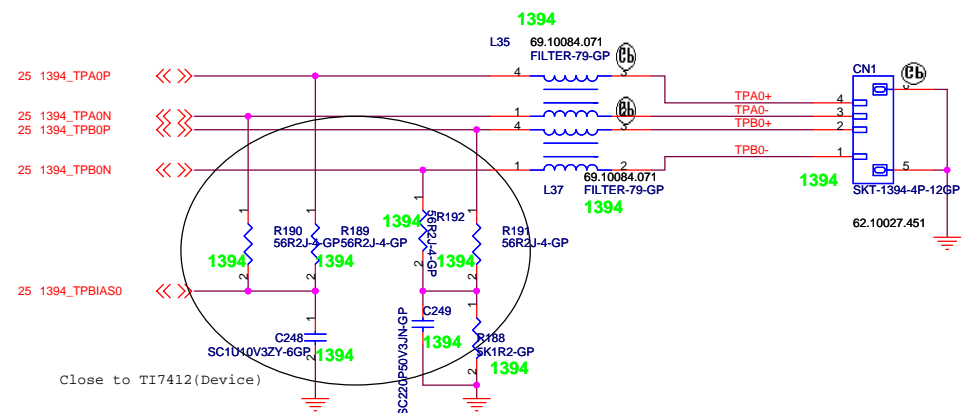 1394
L35
69.10084.071
FILTER-79-GP
25 1394_TPA0P
4
3
CN1
25 1394_TPA0N
1
TPA0+
4
TPA0-
3
25 1394_TPB0P
4
3
TPB0+
2
25 1394_TPB0N
1
2
TPB0-
1
5
69.10084.071
L37
FILTER-79-GP
1394
1394
SKT-1394-4P-12GP
62.10027.451
1
R190
56R2J-4-GP
1394
2
1
R189
56R2J-4-GP
1394
2
1
R192
56R2J-4-GP
1394
2
1
R191
56R2J-4-GP
1394
2
25 1394_TPBIAS0
1
C248
SC1U10V3ZY-6GP
1394
2
C249
SC220P50V3JN-GP
1394
1
R188
5K1R2-GP
1394
2
Close to TI7412(Device)